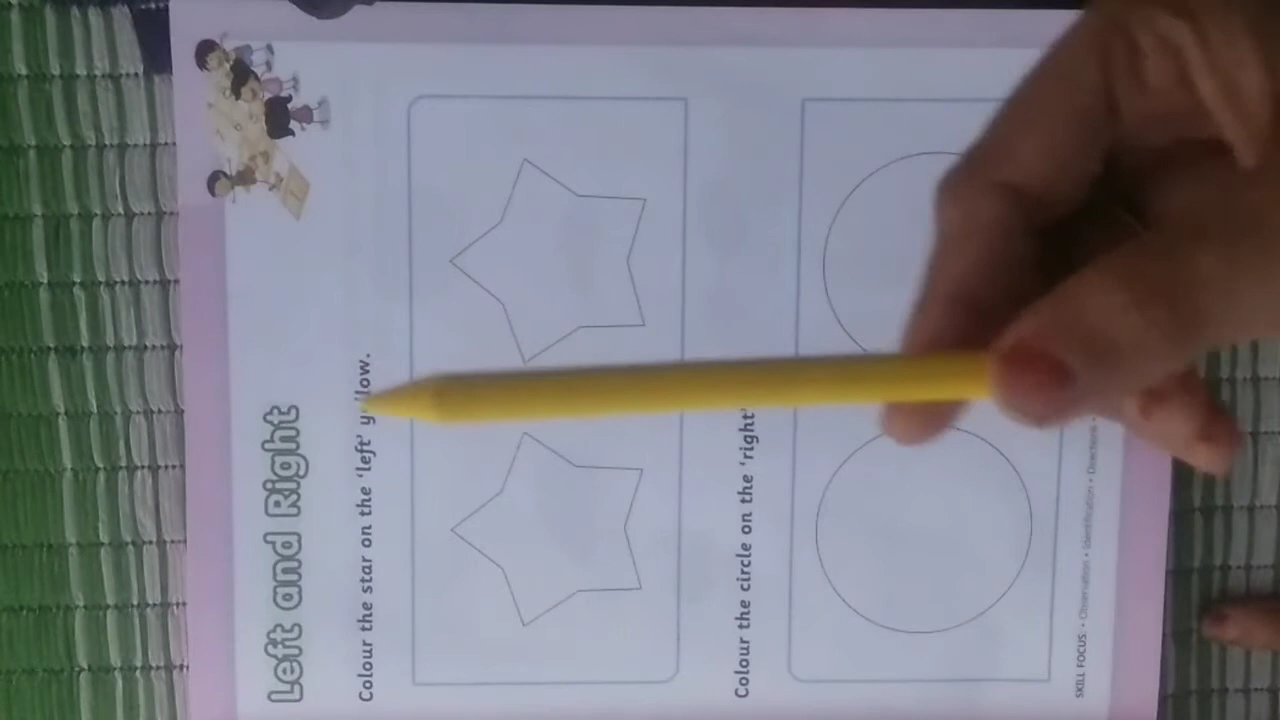 Left and Right
Colour the star on the 'left' yellow.
Colour the circle on the 'right'
SKILL FOCUS: • Observation • Identification • Directions •